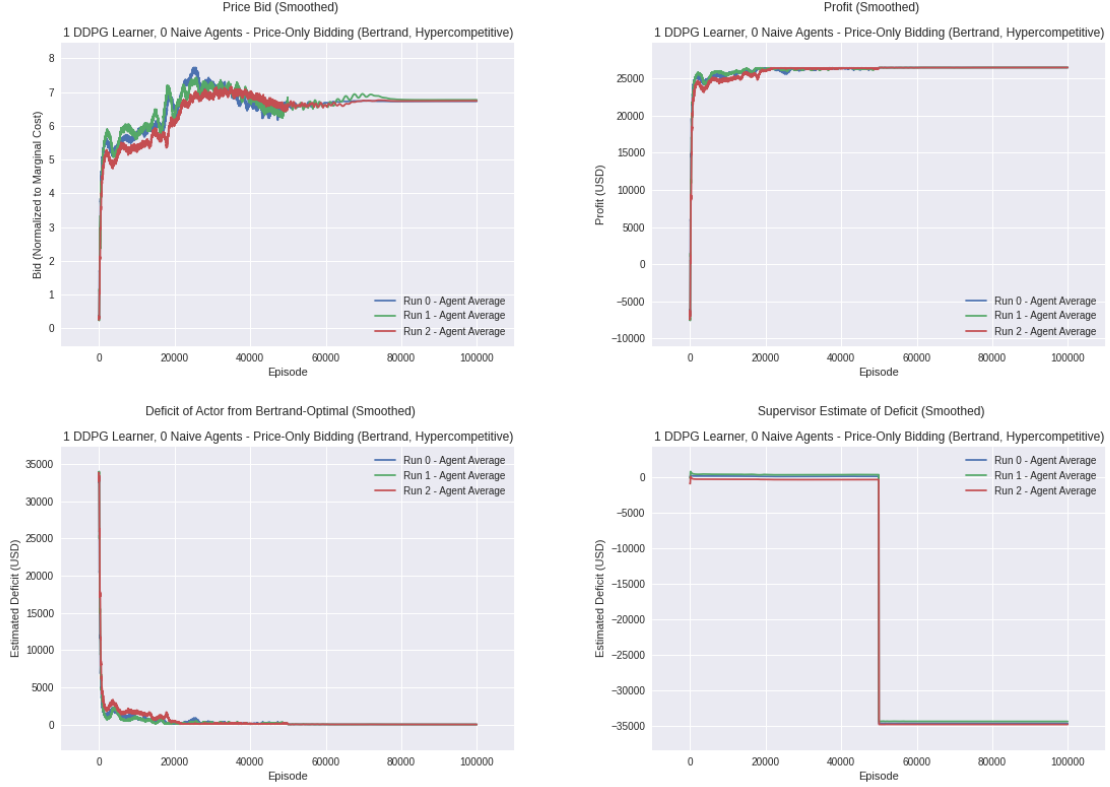 Price Bid (Smoothed)
1 DDPG Learner, 0 Naive Agents - Price-Only Bidding (Bertrand, Hypercompetitive)
Bid (Normalized to Marginal Cost)
8
7
6
5
4
3
2
1
0
Run 0 - Agent Average
Run 1 - Agent Average
Run 2 - Agent Average
0 20000 40000 60000 80000 100000
Episode
Profit (Smoothed)
1 DDPG Learner, 0 Naive Agents - Price-Only Bidding (Bertrand, Hypercompetitive)
Profit (USD)
25000
20000
15000
10000
5000
0
−5000
−10000
Run 0 - Agent Average
Run 1 - Agent Average
Run 2 - Agent Average
0 20000 40000 60000 80000 100000
Episode
Deficit of Actor from Bertrand-Optimal (Smoothed)
1 DDPG Learner, 0 Naive Agents - Price-Only Bidding (Bertrand, Hypercompetitive)
Estimated Deficit (USD)
35000
30000
25000
20000
15000
10000
5000
0
Run 0 - Agent Average
Run 1 - Agent Average
Run 2 - Agent Average
0 20000 40000 60000 80000 100000
Episode
Supervisor Estimate of Deficit (Smoothed)
1 DDPG Learner, 0 Naive Agents - Price-Only Bidding (Bertrand, Hypercompetitive)
Estimated Deficit (USD)
0
−5000
−10000
−15000
−20000
−25000
−30000
−35000
Run 0 - Agent Average
Run 1 - Agent Average
Run 2 - Agent Average
0 20000 40000 60000 80000 100000
Episode